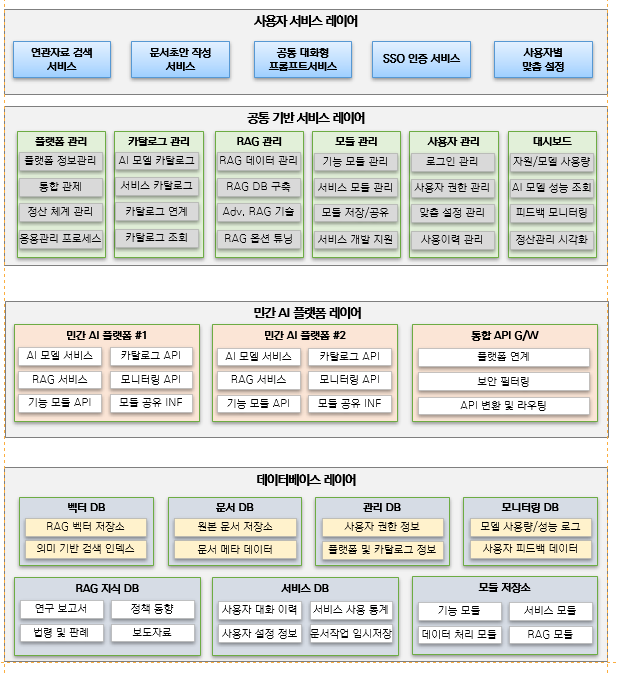 사용자 서비스 레이어
연관자료 검색
서비스
문서초안 작성
서비스
공동 대화형
프롬프트서비스
SSO 인증 서비스
사용자별
맞춤 설정
공통 기반 서비스 레이어
플랫폼 관리
플랫폼 정보관리
통합 관제
정산 체계 관리
응용관리 프로세스
카탈로그 관리
AI 모델 카탈로그
서비스 카탈로그
카탈로그 연계
카탈로그 조회
RAG 관리
RAG 데이터 관리
RAG DB 구축
Adv. RAG 기술
RAG 옵션 튜닝
모듈 관리
기능 모듈 관리
서비스 모듈 관리
모듈 저장/공유
서비스 개발 지원
사용자 관리
로그인 관리
사용자 권한 관리
맞춤 설정 관리
사용이력 관리
대시보드
자원/모델 사용량
AI 모델 성능 조회
피드백 모니터링
정산관리 시각화
민간 AI 플랫폼 레이어
민간 AI 플랫폼 #1
AI 모델 서비스
카탈로그 API
RAG 서비스
모니터링 API
기능 모듈 API
모듈 공유 INF
민간 AI 플랫폼 #2
AI 모델 서비스
카탈로그 API
RAG 서비스
모니터링 API
기능 모듈 API
모듈 공유 INF
통합 API G/W
플랫폼 연계
보안 필터링
API 변환 및 라우팅
데이터베이스 레이어
벡터 DB
RAG 벡터 저장소
의미 기반 검색 인덱스
문서 DB
원본 문서 저장소
문서 메타 데이터
관리 DB
사용자 권한 정보
플랫폼 및 카탈로그 정보
모니터링 DB
모델 사용량/성능 로그
사용자 피드백 데이터
RAG 지식 DB
연구 보고서
정책 동향
법령 및 판례
보도자료
서비스 DB
사용자 대화 이력
서비스 사용 통계
사용자 설정 정보
문서작업 임시저장
모듈 저장소
기능 모듈
서비스 모듈
데이터 처리 모듈
RAG 모듈